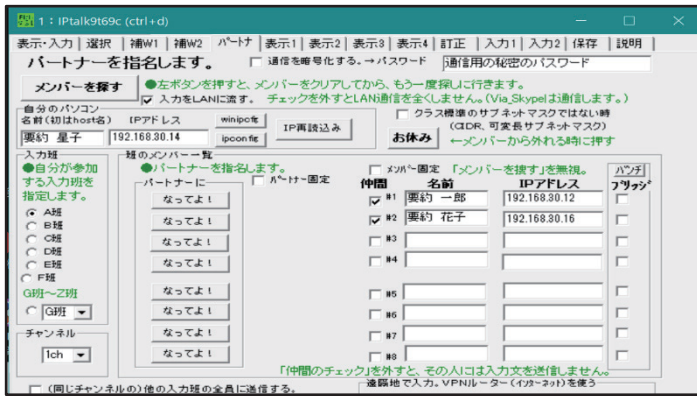 1 : IPtalk9t69c (ctrl+d)
表示・入力 選択 補W1 補W2 パートナ 表示1 表示2 表示3 表示4 訂正 入力1 入力2 保存 説明
パートナーを指名します。 通信を暗号化する。→パスワード 通信用の秘密のパスワード
メンバーを探す ●左ボタンを押すと、メンバーをクリアしてから、もう一度探しに行きます。
入力をLANに流す。 チェックを外すとLAN通信を全くしません。(Via_Skypeは通信します。)
自分のパソコン
名前(初はhost名) IPアドレス winipcfg IP再読込み クラス標準のサブネットマスクではない時
(CIDR、可変長サブネットマスク)
要約 星子 192.168.30.14 ipconfig お休み ←メンバーから外れる時に押す
入力班 班のメンバー一覧
●自分が参加する入力班を指定します。
●パートナーを指名します。 メンバー固定 「メンバーを捜す」を無視。 パンチ
パートナーに パートナー固定 仲間 名前 IPアドレス ブリッジ
なってよ! #1 要約 一郎 192.168.30.12
A班 なってよ! #2 要約 花子 192.168.30.16
B班
C班 なってよ! #3
D班
E班 なってよ! #4
F班
G班〜Z班 なってよ! #5
G班 なってよ! #6
チャンネル なってよ! #7
1ch なってよ! #8
「仲間のチェック」を外すと、その人には入力文を送信しません。
(同じチャンネルの)他の入力班の全員に送信する。 遠隔地で入力。VPNルーター(インターネット)を使う